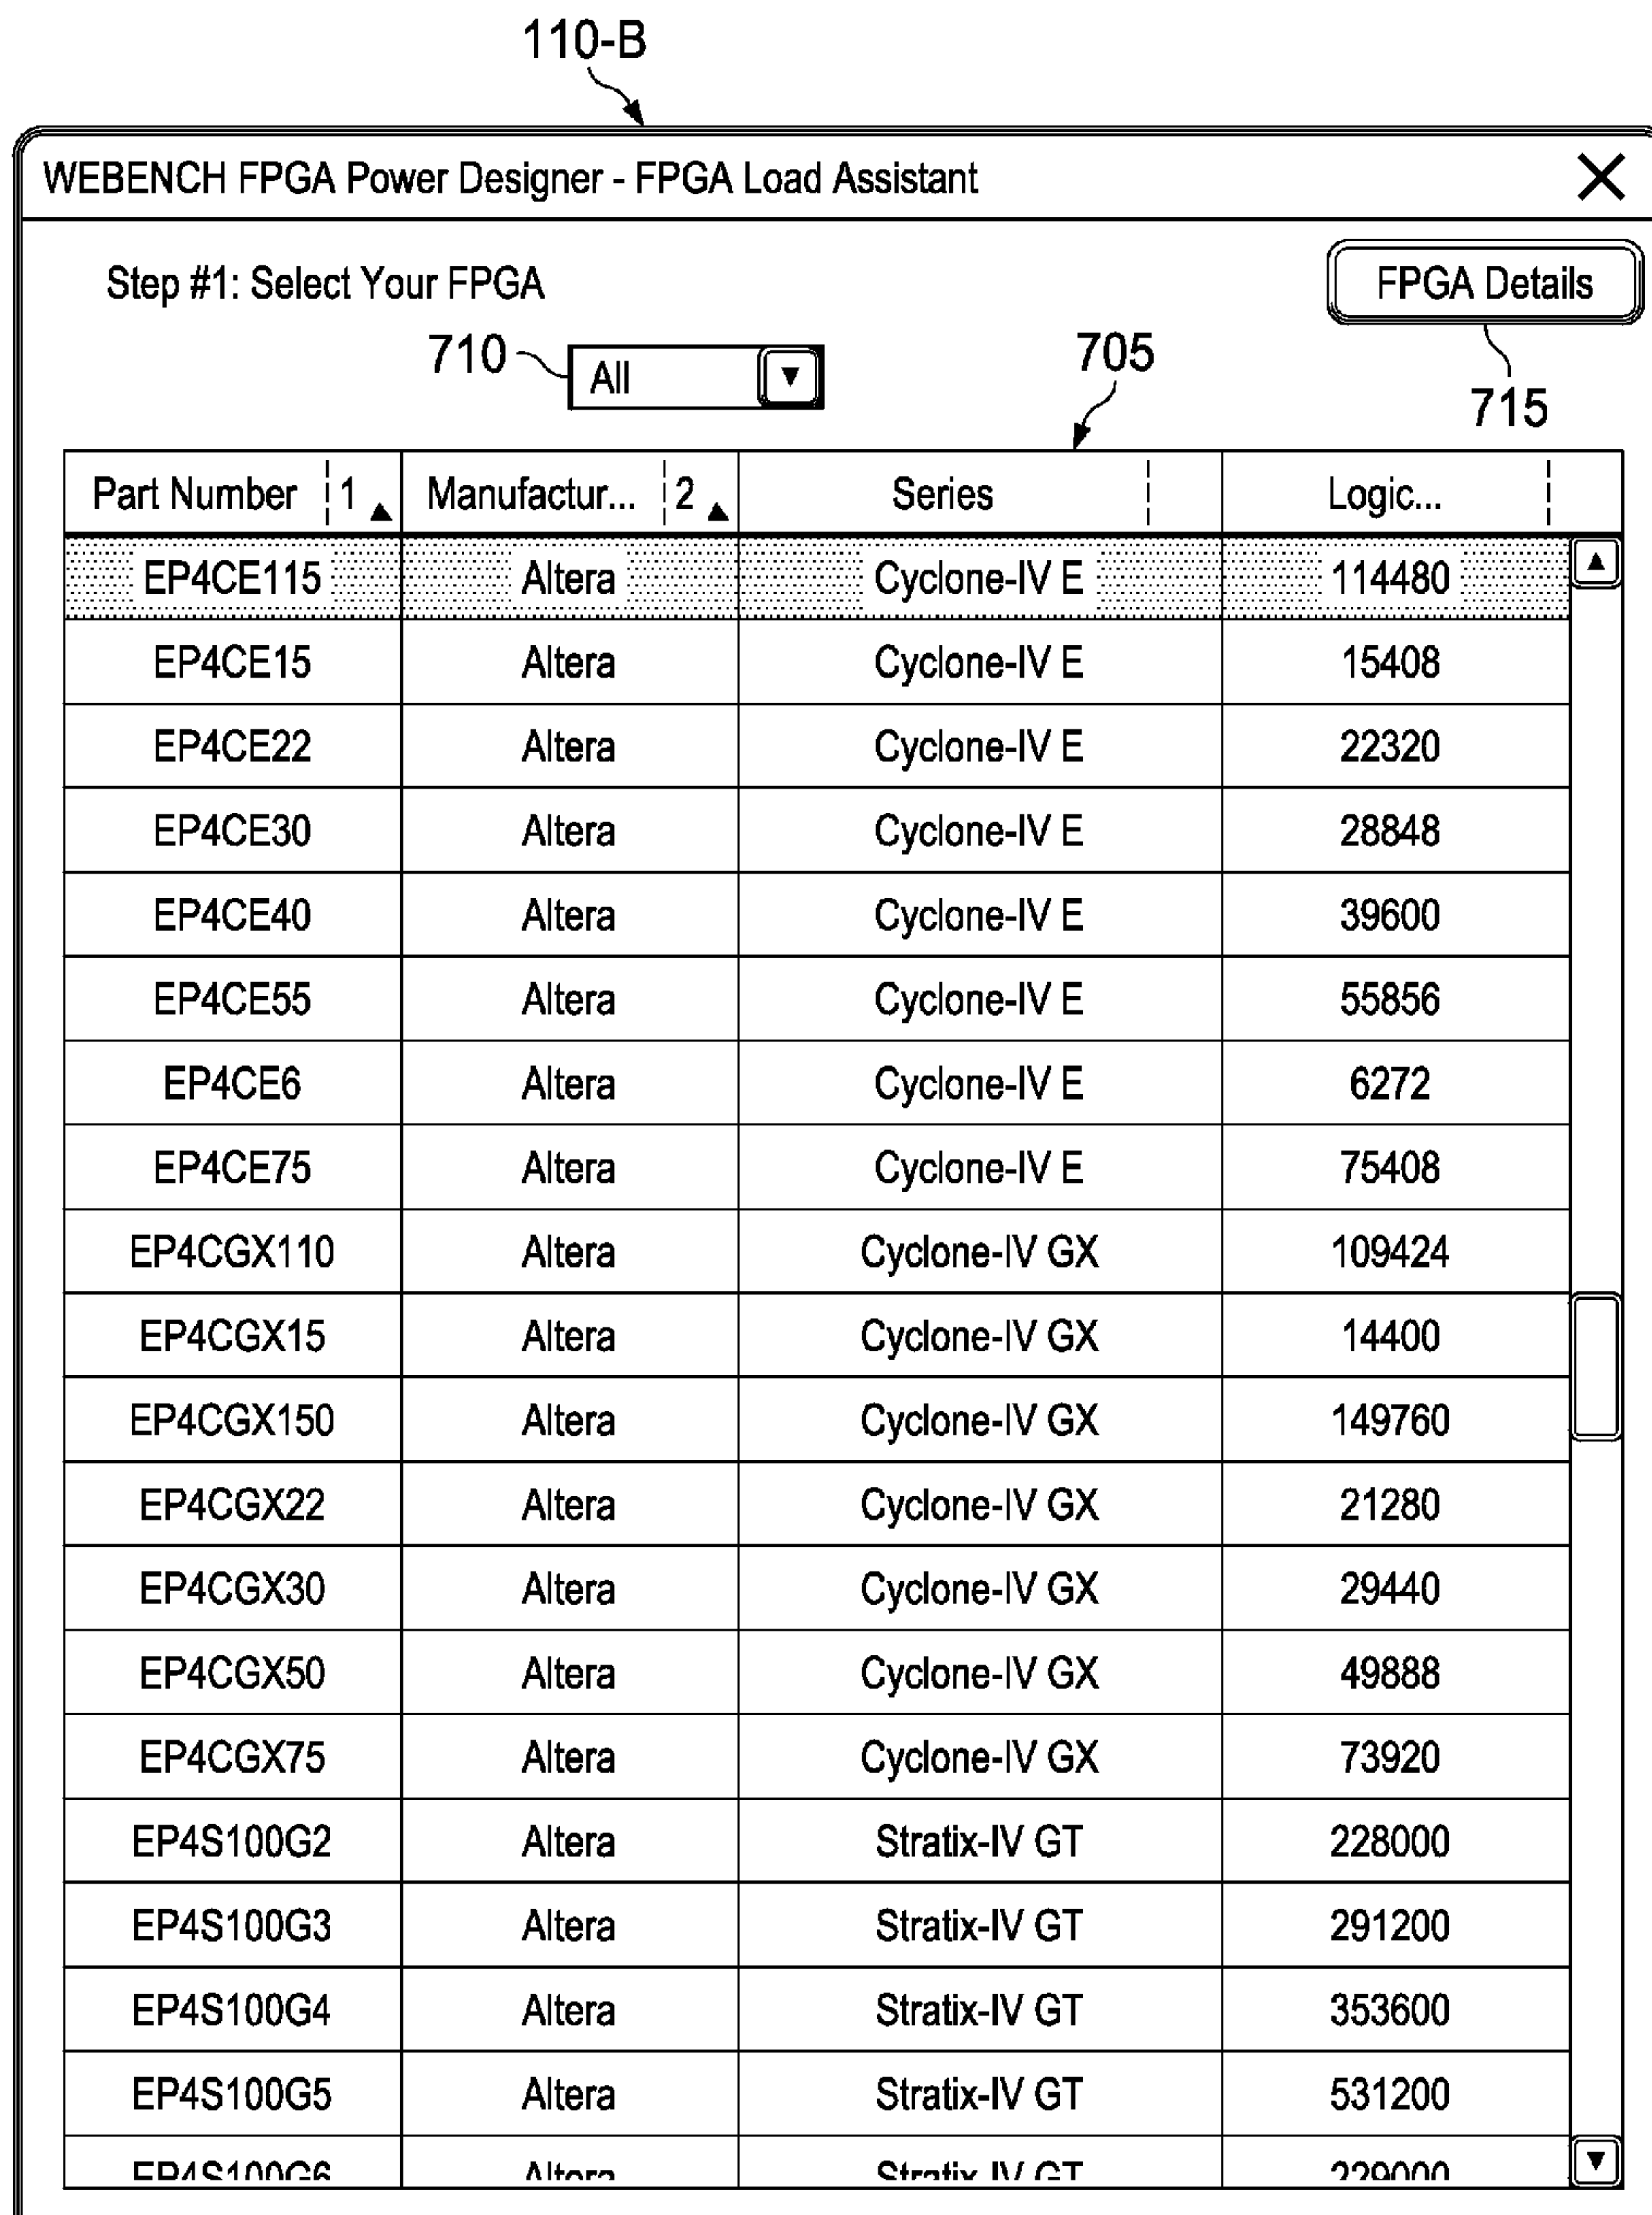 110-B
WEBENCH FPGA Power Designer - FPGA Load Assistant
Step #1: Select Your FPGA
FPGA Details
710
All
705
715
Part Number 1 Manufactur... 2 Series Logic...
EP4CE115 Altera Cyclone-IV E 114480
EP4CE15 Altera Cyclone-IV E 15408
EP4CE22 Altera Cyclone-IV E 22320
EP4CE30 Altera Cyclone-IV E 28848
EP4CE40 Altera Cyclone-IV E 39600
EP4CE55 Altera Cyclone-IV E 55856
EP4CE6 Altera Cyclone-IV E 6272
EP4CE75 Altera Cyclone-IV E 75408
EP4CGX110 Altera Cyclone-IV GX 109424
EP4CGX15 Altera Cyclone-IV GX 14400
EP4CGX150 Altera Cyclone-IV GX 149760
EP4CGX22 Altera Cyclone-IV GX 21280
EP4CGX30 Altera Cyclone-IV GX 29440
EP4CGX50 Altera Cyclone-IV GX 49888
EP4CGX75 Altera Cyclone-IV GX 73920
EP4S100G2 Altera Stratix-IV GT 228000
EP4S100G3 Altera Stratix-IV GT 291200
EP4S100G4 Altera Stratix-IV GT 353600
EP4S100G5 Altera Stratix-IV GT 531200
Altera Stratix-IV GT